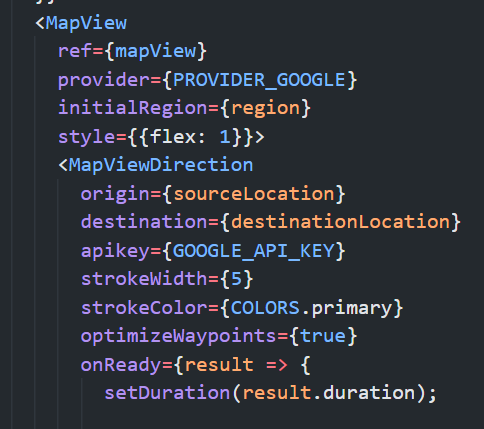 <MapView
ref={mapView}
provider={PROVIDER_GOOGLE}
initialRegion={region}
style={{flex: 1}}>
<MapViewDirection
origin={sourceLocation}
destination={destinationLocation}
apikey={GOOGLE_API_KEY}
strokeWidth={5}
strokeColor={COLORS.primary}
optimizeWaypoints={true}
onReady={result => {
setDuration(result.duration);